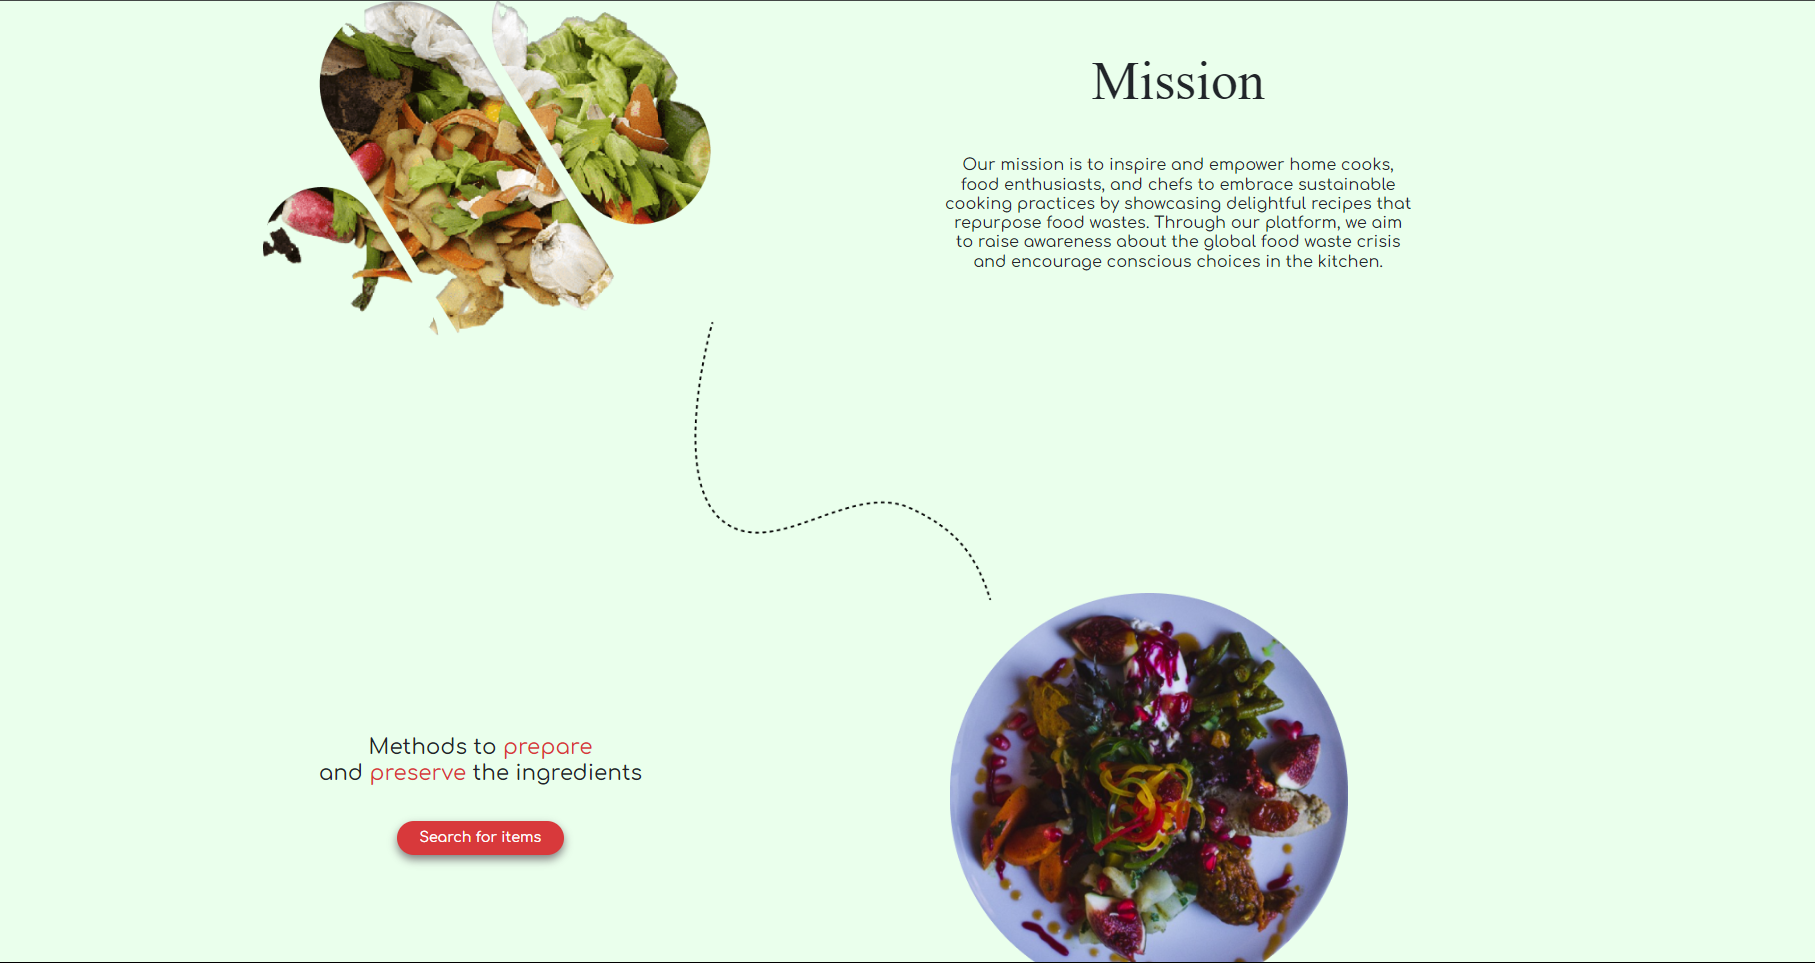 Mission
Our mission is to inspire and empower home cooks,
food enthusiasts, and chefs to embrace sustainable
cooking practices by showcasing delightful recipes that
repurpose food wastes. Through our platform, we aim
to raise awareness about the global food waste crisis
and encourage conscious choices in the kitchen.
Methods to prepare
and preserve the ingredients
Search for items